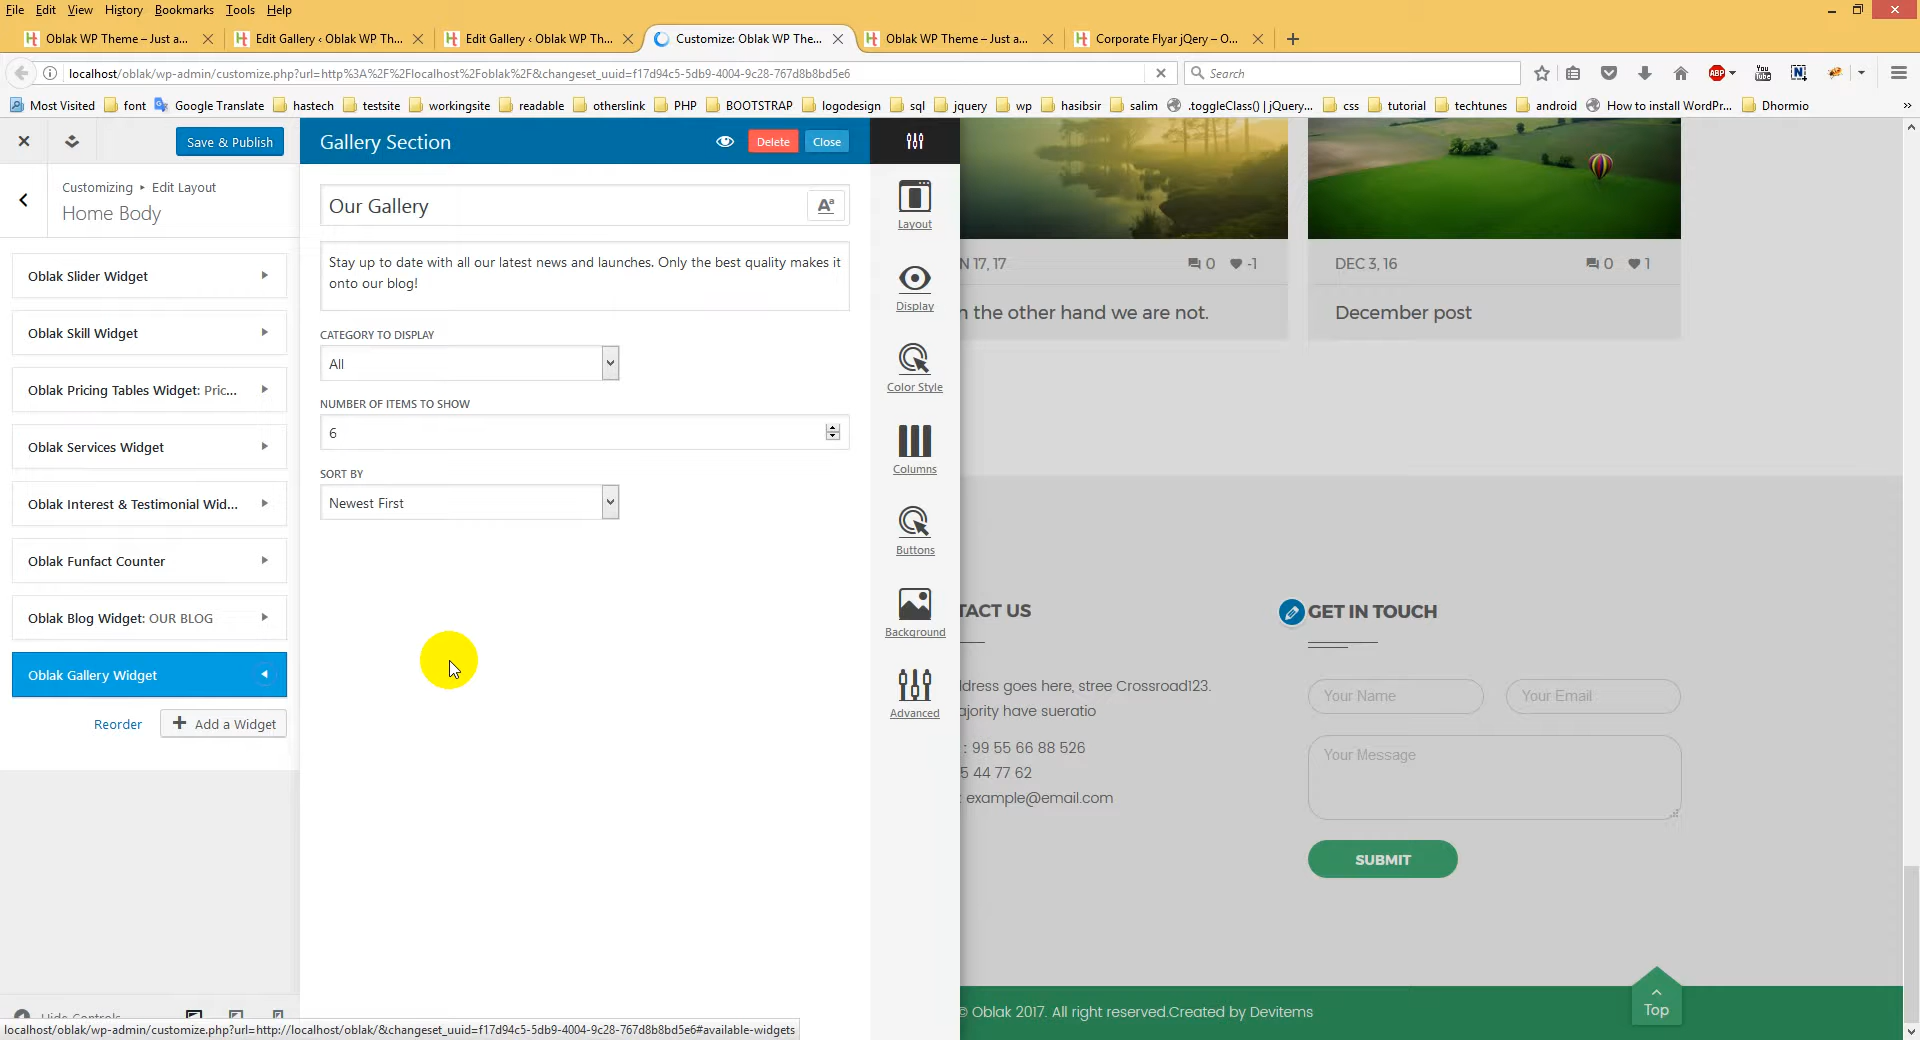 File Edit View History Bookmarks Tools Help
Oblak WP Theme – Just a...
Edit Gallery ‹ Oblak WP Th...
Edit Gallery ‹ Oblak WP Th...
Customize: Oblak WP The...
Oblak WP Theme – Just a...
Corporate Flyar jQery – O...
localhost/oblak/wp-admin/customize.php?url=http%3A%2F%2Flocalhost%2Foblak%2F&changeset_uuid=f17d94c5-5db9-4004-9c28-767d8b8bd5e6
Search
ABP
You Tube
Most Visited font Google Translate hastech testsite workingsite readable otherslink PHP BOOTSTRAP logodesign sql jquery wp hasibsir salim .toggleClass() | jQuery... css tutorial techtunes android How to install WordPr... Dhormio
Save & Publish
Gallery Section
Delete
Close
Customizing ▸ Edit Layout
Home Body
Oblak Slider Widget
Oblak Skill Widget
Oblak Pricing Tables Widget: Pric...
Oblak Services Widget
Oblak Interest & Testimonial Wid...
Oblak Funfact Counter
Oblak Blog Widget: OUR BLOG
Oblak Gallery Widget
Reorder
Add a Widget
Hide Controls
Our Gallery
Stay up to date with all our latest news and launches. Only the best quality makes it
onto our blog!
CATEGORY TO DISPLAY
All
NUMBER OF ITEMS TO SHOW
6
SORT BY
Newest First
Layout
Display
Color Style
Columns
Buttons
Background
Advanced
N 17, 17
0
-1
n the other hand we are not.
DEC 3, 16
0
1
December post
TACT US
dress goes here, stree Crossroad123.
ajority have sueratio
: 99 55 66 88 526
5 44 77 62
: example@email.com
GET IN TOUCH
Your Name
Your Email
Your Message
SUBMIT
© Oblak 2017. All right reserved.Created by Devitems
Top
localhost/oblak/wp-admin/customize.php?url=http://localhost/oblak/&changeset_uuid=f17d94c5-5db9-4004-9c28-767d8b8bd5e6#available-widgets